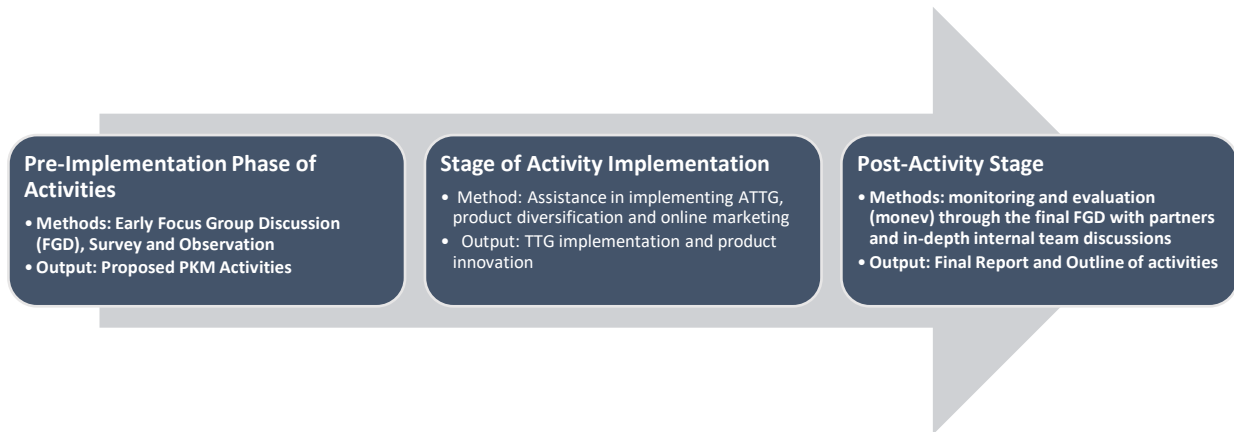 Pre-Implementation Phase of
Activities
• Methods: Early Focus Group Discussion
(FGD), Survey and Observation
• Output: Proposed PKM Activities
Stage of Activity Implementation
• Method: Assistance in implementing ATTG,
product diversification and online marketing
• Output: TTG implementation and product
innovation
Post-Activity Stage
• Methods: monitoring and evaluation
(monev) through the final FGD with partners
and in-depth internal team discussions
• Output: Final Report and Outline of activities